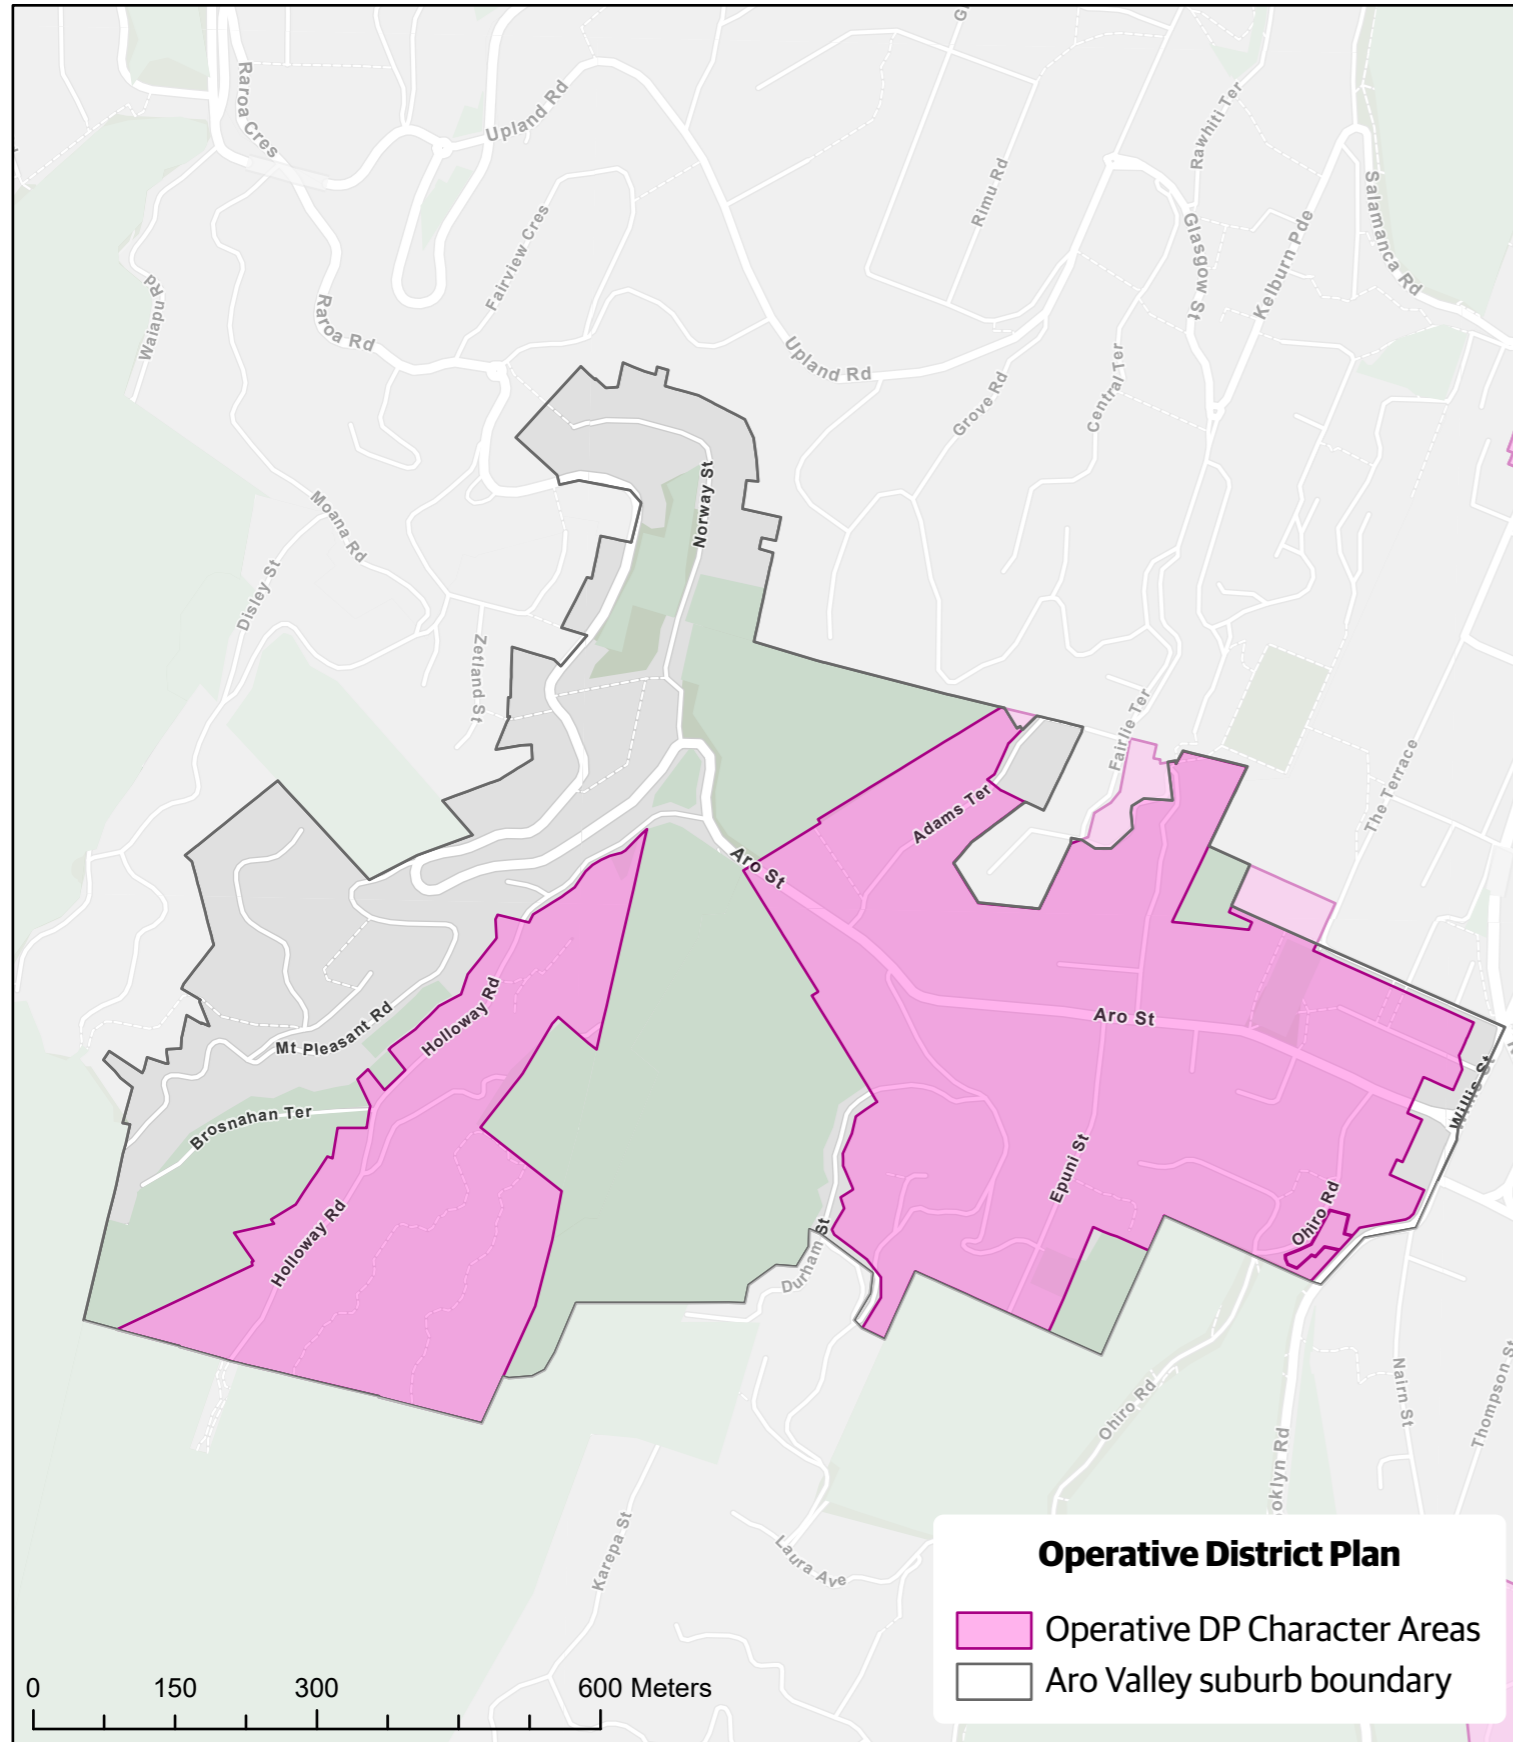 Raroa Cres
Upland Rd
Rawhiti Ter
Rimu Rd
Salamanca Rd
Fairview Cres
Glasgow St
Kelburn Pde
Waiapu Rd
Raroa Rd
Upland Rd
Grove Rd
Central Ter
Norway St
Moana Rd
Disley St
Zetland St
Fairlie Ter
The Terrace
Adams Ter
Aro St
Holloway Rd
Mt Pleasant Rd
Aro St
Willis St
Brosnahan Ter
Epuni St
Holloway Rd
Ohiro Rd
Durham St
Ohiro Rd
Nairn St
Thompson St
oklyn Rd
Karepa St
Laura Ave
Operative District Plan
Operative DP Character Areas
Aro Valley suburb boundary
0 150 300 600 Meters